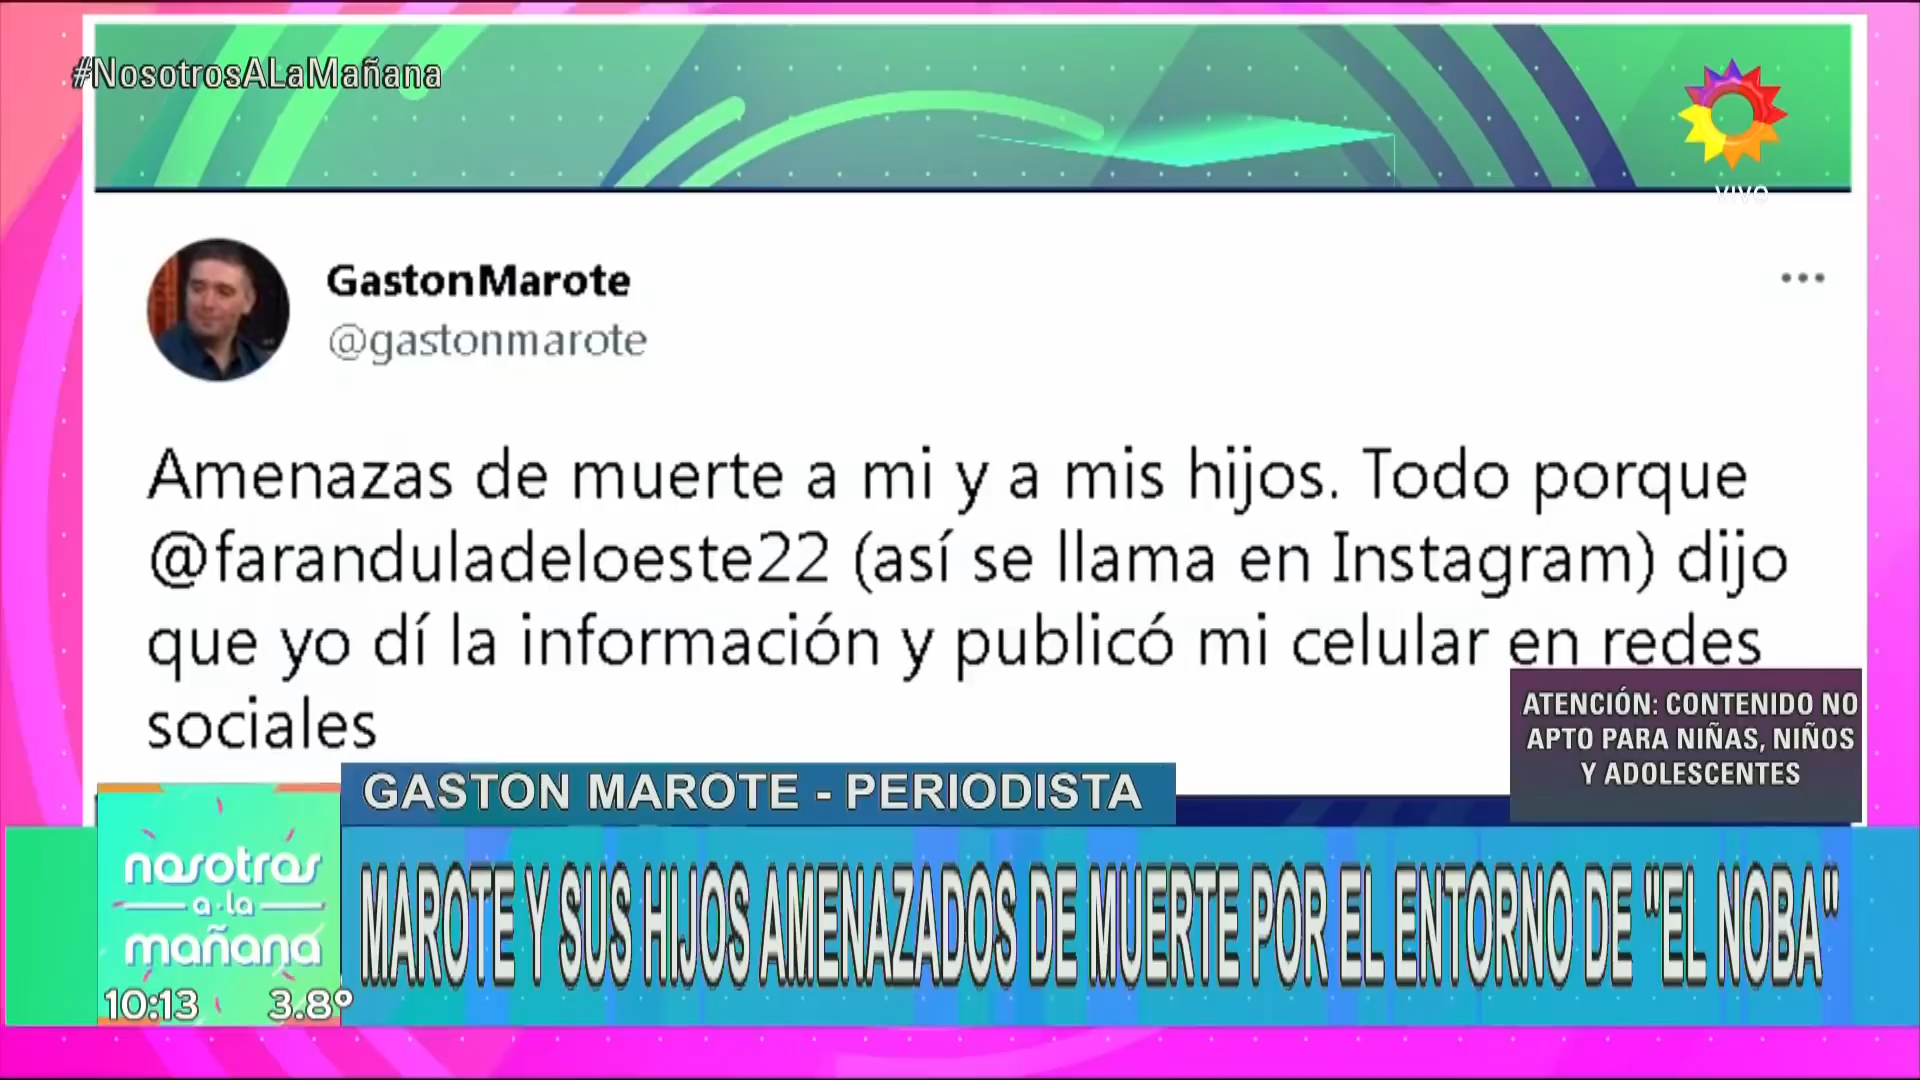 #NosotrosALaMañana
VIVO
GastonMarote
@gastonmarote
Amenazas de muerte a mi y a mis hijos. Todo porque
@faranduladeloeste22 (así se llama en Instagram) dijo
que yo dí la información y publicó mi celular en redes
sociales
ATENCIÓN: CONTENIDO NO
APTO PARA NIÑAS, NIÑOS
Y ADOLESCENTES
GASTON MAROTE - PERIODISTA
nosotros
a·la
mañana
MAROTE Y SUS HIJOS AMENAZADOS DE MUERTE POR EL ENTORNO DE "EL NOBA"
10:13 3.8°